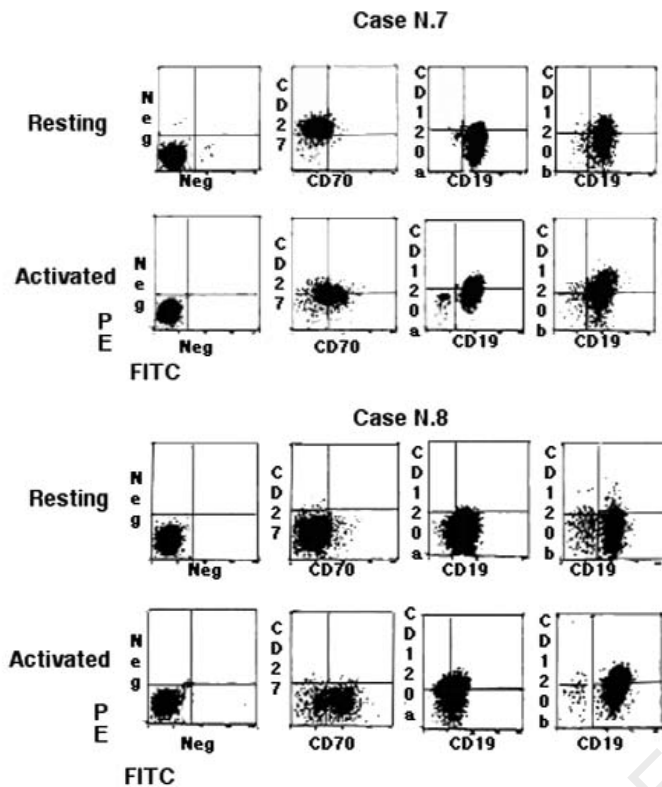 Case N.7
Resting
Neg
Neg
CD27
CD70
CD120a
CD19
CD120b
CD19
Activated
Neg
Neg
CD27
CD70
CD120a
CD19
CD120b
CD19
PE
FITC
Case N.8
Resting
Neg
Neg
CD27
CD70
CD120a
CD19
CD120b
CD19
Activated
Neg
Neg
CD27
CD70
CD120a
CD19
CD120b
CD19
PE
FITC